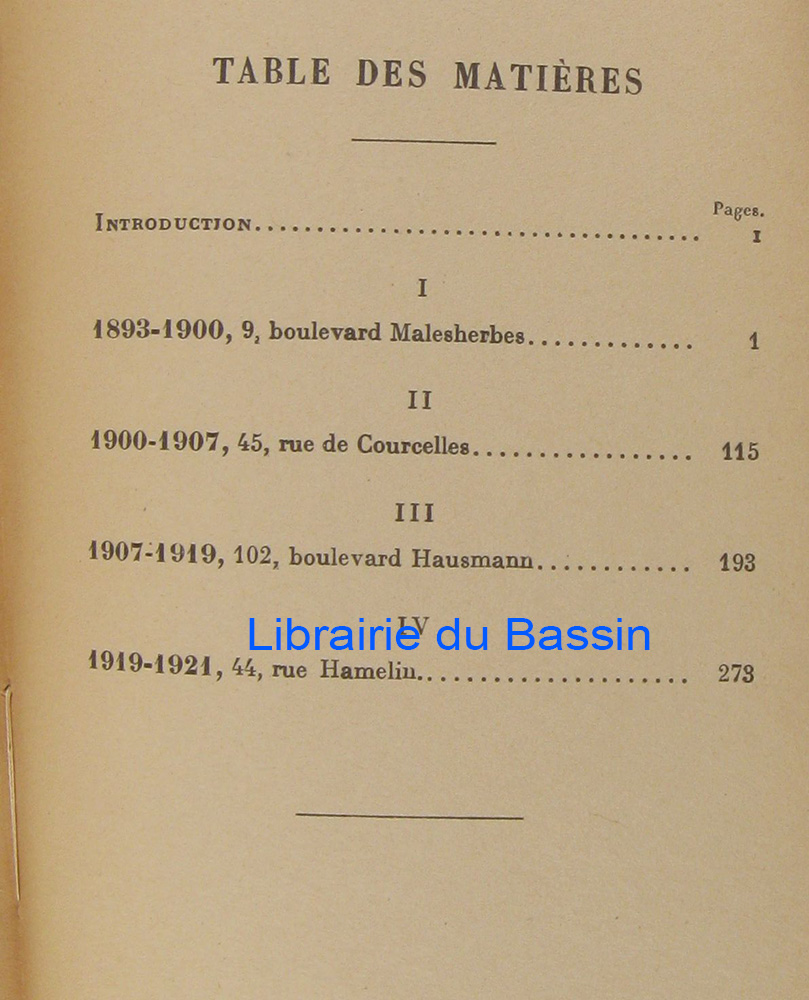 TABLE DES MATIÈRES
Pages.
INTRODUCTION.................................... I
I
1893-1900, 9, boulevard Malesherbes............. 1
II
1900-1907, 45, rue de Courcelles................. 115
III
1907-1919, 102, boulevard Hausmann............ 193
IV
Librairie du Bassin
1919-1921, 44, rue Hamelin..................... 273